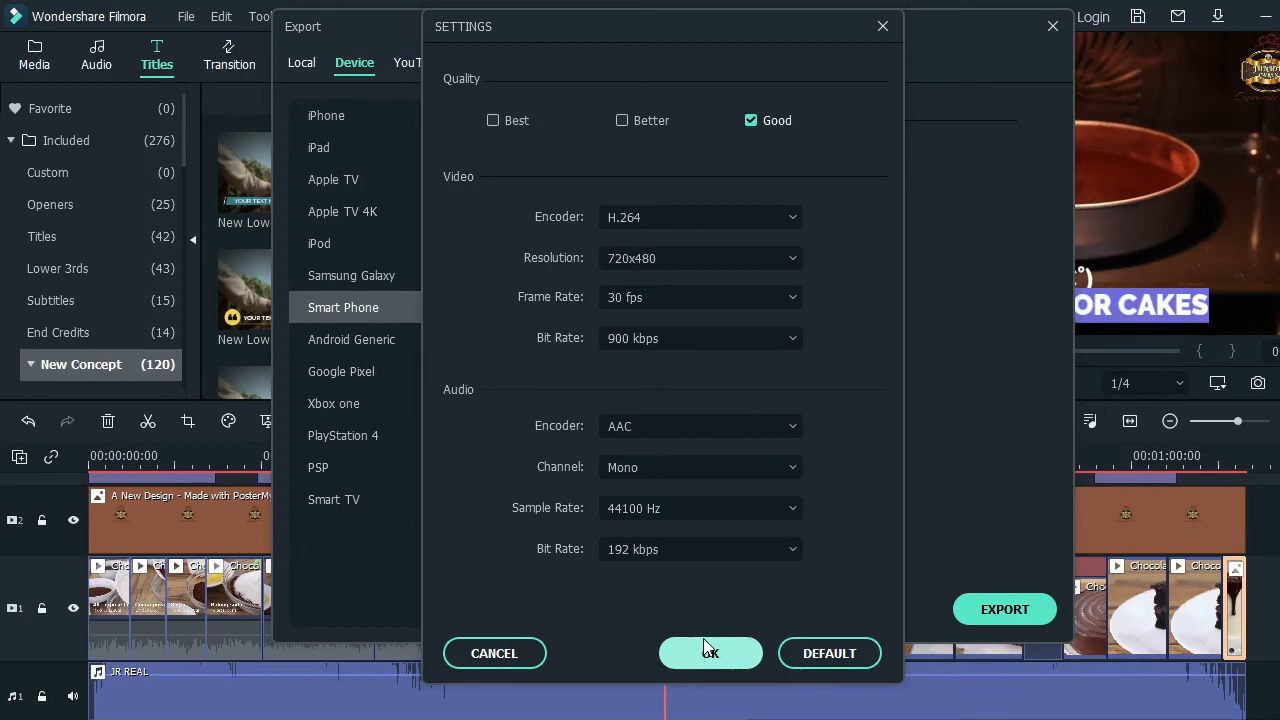 Wondershare Filmora
File
Edit
Export
SETTINGS
Login
Media
Audio
Titles
Transition
Local
Device
Quality
Best
Better
Good
Favorite (0)
Included (276)
Custom (0)
Openers (25)
Titles (42)
Lower 3rds (43)
Subtitles (15)
End Credits (22)
New Concept (120)
YOUR TEXT
New Low
New Low
iPhone
iPad
Apple TV
Apple TV 4K
iPod
Samsung Galaxy
Smart Phone
Android Generic
Google Pixel
Xbox one
PlayStation 4
PSP
Smart TV
Video
Encoder: H.264
Resolution: 720x480
Frame Rate: 30 fps
Bit Rate: 900 kbps
Audio
Encoder: AAC
Channel: Mono
Sample Rate: 44100 Hz
Bit Rate: 192 kbps
CANCEL
DEFAULT
EXPORT
OR CAKES
1/4
00:00:00:00
00:01:00:00
A New Design - Made with PosterMy
2
1
1
JR REAL